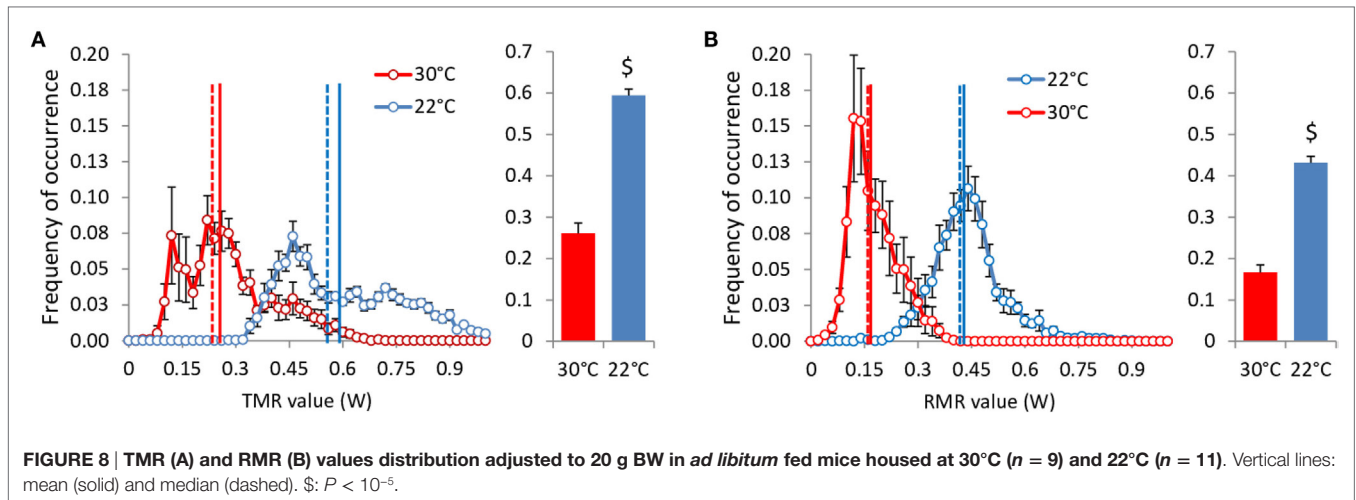 A
Frequency of occurrence
0.20
0.18
0.15
0.13
0.10
0.08
0.05
0.03
0.00
30°C
22°C
0 0.15 0.3 0.45 0.6 0.75 0.9
TMR value (W)
0.7
0.6
0.5
0.4
0.3
0.2
0.1
0
$
30°C 22°C
B
Frequency of occurrence
0.20
0.18
0.15
0.13
0.10
0.08
0.05
0.03
0.00
22°C
30°C
0 0.15 0.3 0.45 0.6 0.75 0.9
RMR value (W)
0.7
0.6
0.5
0.4
0.3
0.2
0.1
0
$
30°C 22°C
FIGURE 8 | TMR (A) and RMR (B) values distribution adjusted to 20 g BW in ad libitum fed mice housed at 30°C (n = 9) and 22°C (n = 11). Vertical lines:
mean (solid) and median (dashed). $: P < 10⁻⁵.